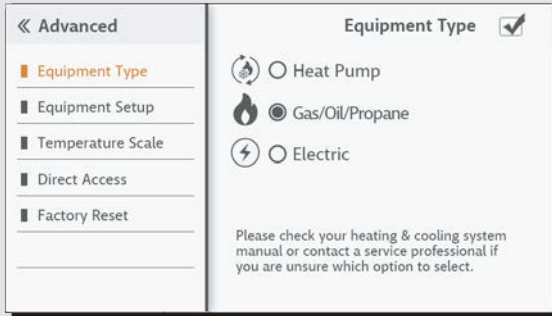 « Advanced
Equipment Type
Equipment Setup
Temperature Scale
Direct Access
Factory Reset
Equipment Type
Heat Pump
Gas/Oil/Propane
Electric
Please check your heating & cooling system
manual or contact a service professional if
you are unsure which option to select.